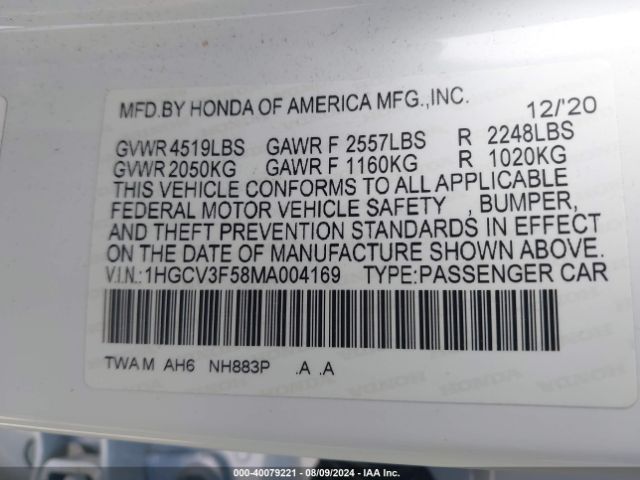 MFD.BY HONDA OF AMERICA MFG.,INC. 12/'20
GVWR 4519LBS GAWR F 2557LBS R 2248LBS
GVWR 2050KG GAWR F 1160KG R 1020KG
THIS VEHICLE CONFORMS TO ALL APPLICABLE
FEDERAL MOTOR VEHICLE SAFETY , BUMPER,
AND THEFT PREVENTION STANDARDS IN EFFECT
ON THE DATE OF MANUFACTURE SHOWN ABOVE.
V.I.N.:1HGCV3F58MA004169 TYPE:PASSENGER CAR
TWA M AH6 NH883P .A .A
000-40079221 - 08/09/2024 - IAAI.COM